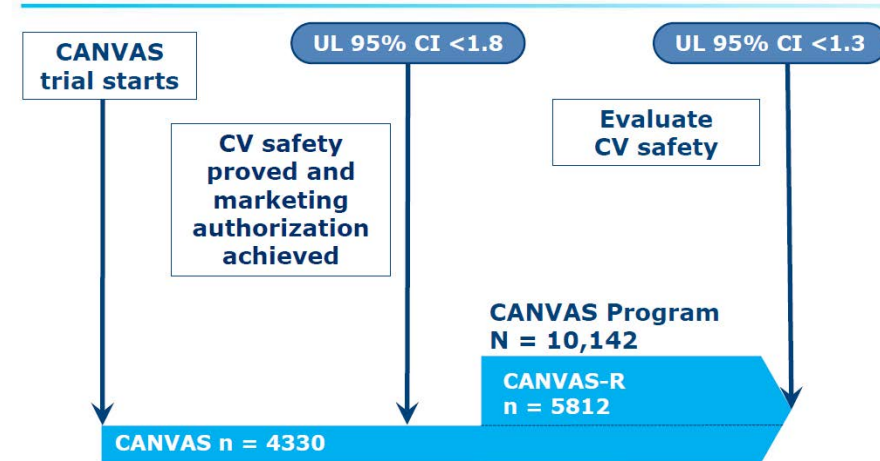 CANVAS
trial starts
UL 95% CI <1.8
UL 95% CI <1.3
CV safety
proved and
marketing
authorization
achieved
Evaluate
CV safety
CANVAS Program
N = 10,142
CANVAS-R
n = 5812
CANVAS n = 4330